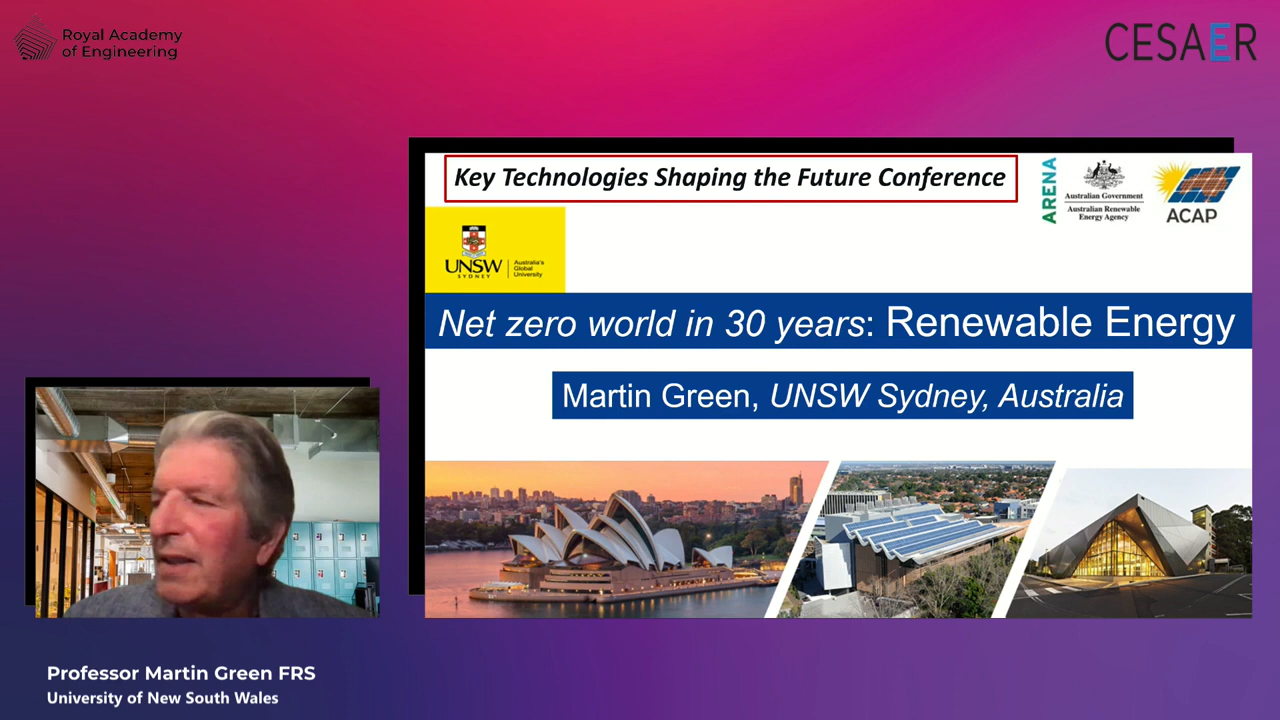 Royal Academy
of Engineering
CESAER
Key Technologies Shaping the Future Conference
ARENA
Australian Government
Australian Renewable
Energy Agency
ACAP
UNSW
SYDNEY
Australia's
Global
University
Net zero world in 30 years: Renewable Energy
Martin Green, UNSW Sydney, Australia
Professor Martin Green FRS
University of New South Wales